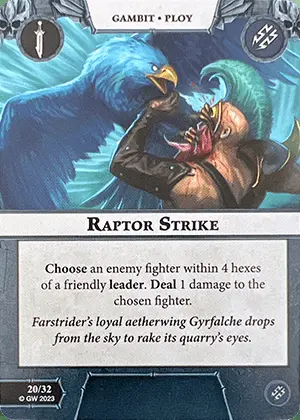 GAMBIT • PLOY
RAPTOR STRIKE
Choose an enemy fighter within 4 hexes
of a friendly leader. Deal 1 damage to the
chosen fighter.
Farstrider's loyal aetherwing Gyrfalche drops
from the sky to rake its quarry's eyes.
20/32
© GW 2023